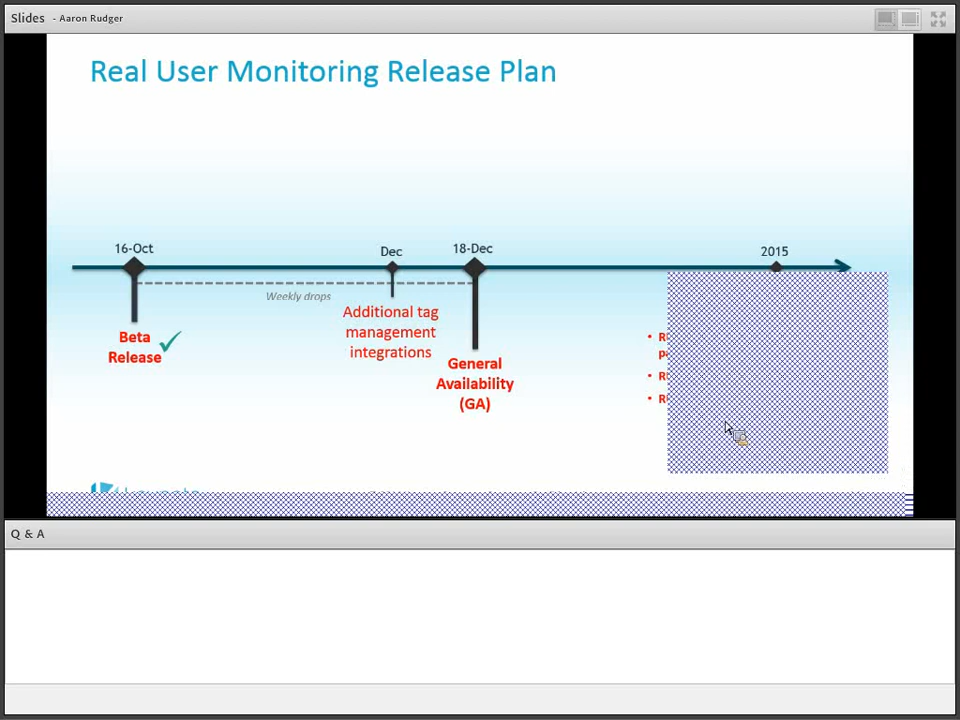 Slides - Aaron Rudger
Real User Monitoring Release Plan
16-Oct
Dec
18-Dec
2015
Weekly drops
Beta
Release
Additional tag
management
integrations
General
Availability
(GA)
Q & A